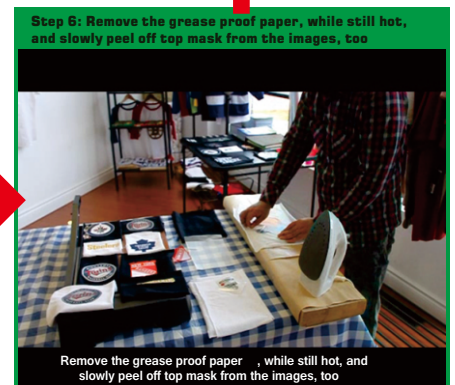 Step 6: Remove the grease proof paper, while still hot,
and slowly peel off top mask from the images, too
Remove the grease proof paper , while still hot, and
slowly peel off top mask from the images, too